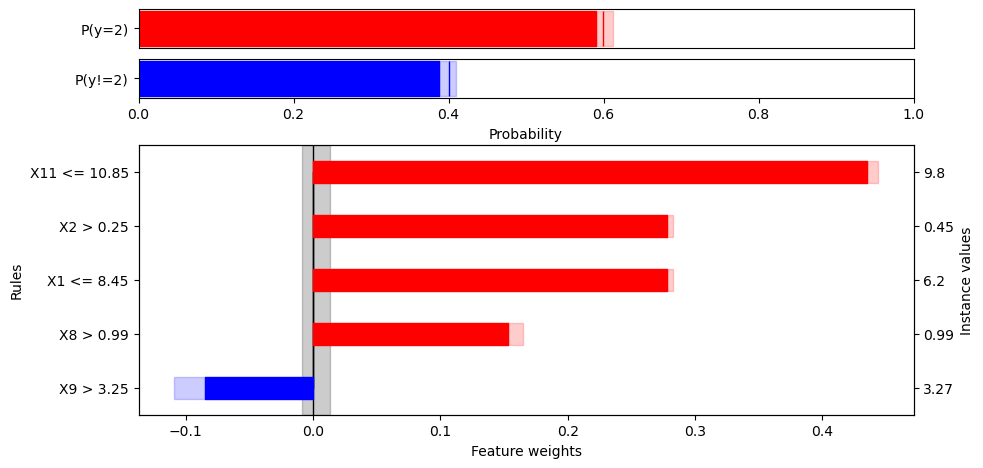 P(y=2)
P(y!=2)
0.0 0.2 0.4 0.6 0.8 1.0
Probability
Rules
X11 <= 10.85 9.8
X2 > 0.25 0.45
X1 <= 8.45 6.2
X8 > 0.99 0.99
X9 > 3.25 3.27
Instance values
−0.1 0.0 0.1 0.2 0.3 0.4
Feature weights